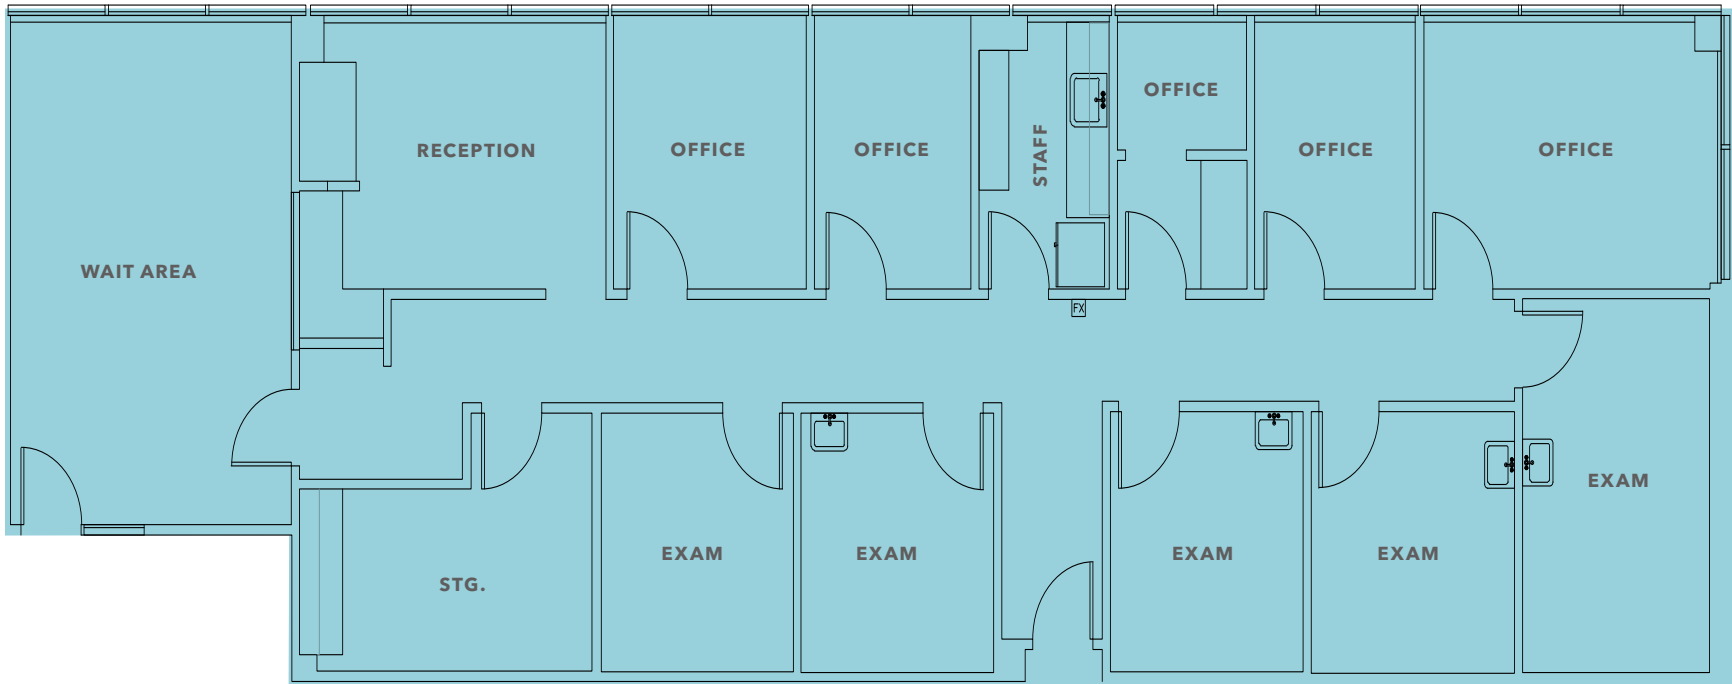 OFFICE
RECEPTION
OFFICE
OFFICE
STAFF
OFFICE
OFFICE
WAIT AREA
FX
EXAM
EXAM
EXAM
EXAM
EXAM
STG.